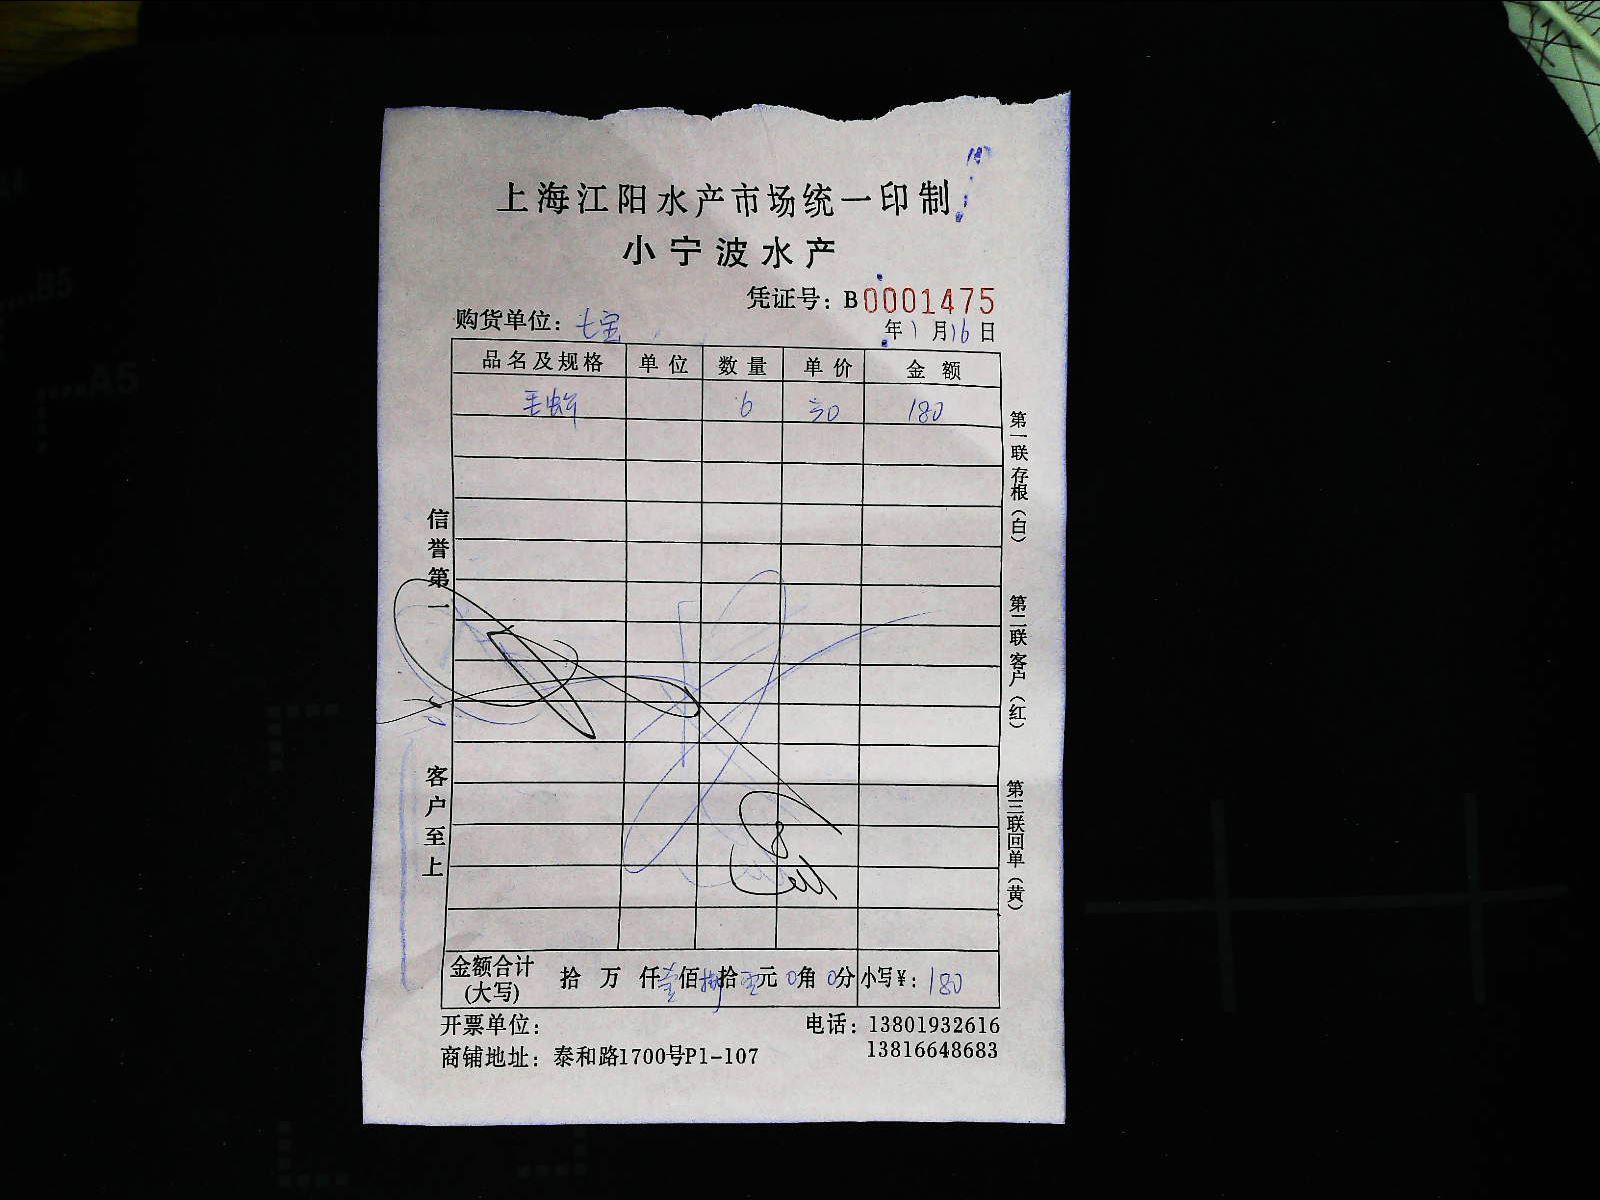 上海江阳水产市场统一印制
小宁波水产
凭证号：B0001475
购货单位：七宝
年1月16日
品名及规格 单位 数量 单价 金额
毛蚶 6 30 180
信誉第一
客户至上
第一联存根（白）
第二联客户（红）
第三联回单（黄）
金额合计(大写) 拾 万 仟壹佰捌拾零元0角0分 小写¥：180
开票单位：
电话：13801932616
13816648683
商铺地址：泰和路1700号P1-107